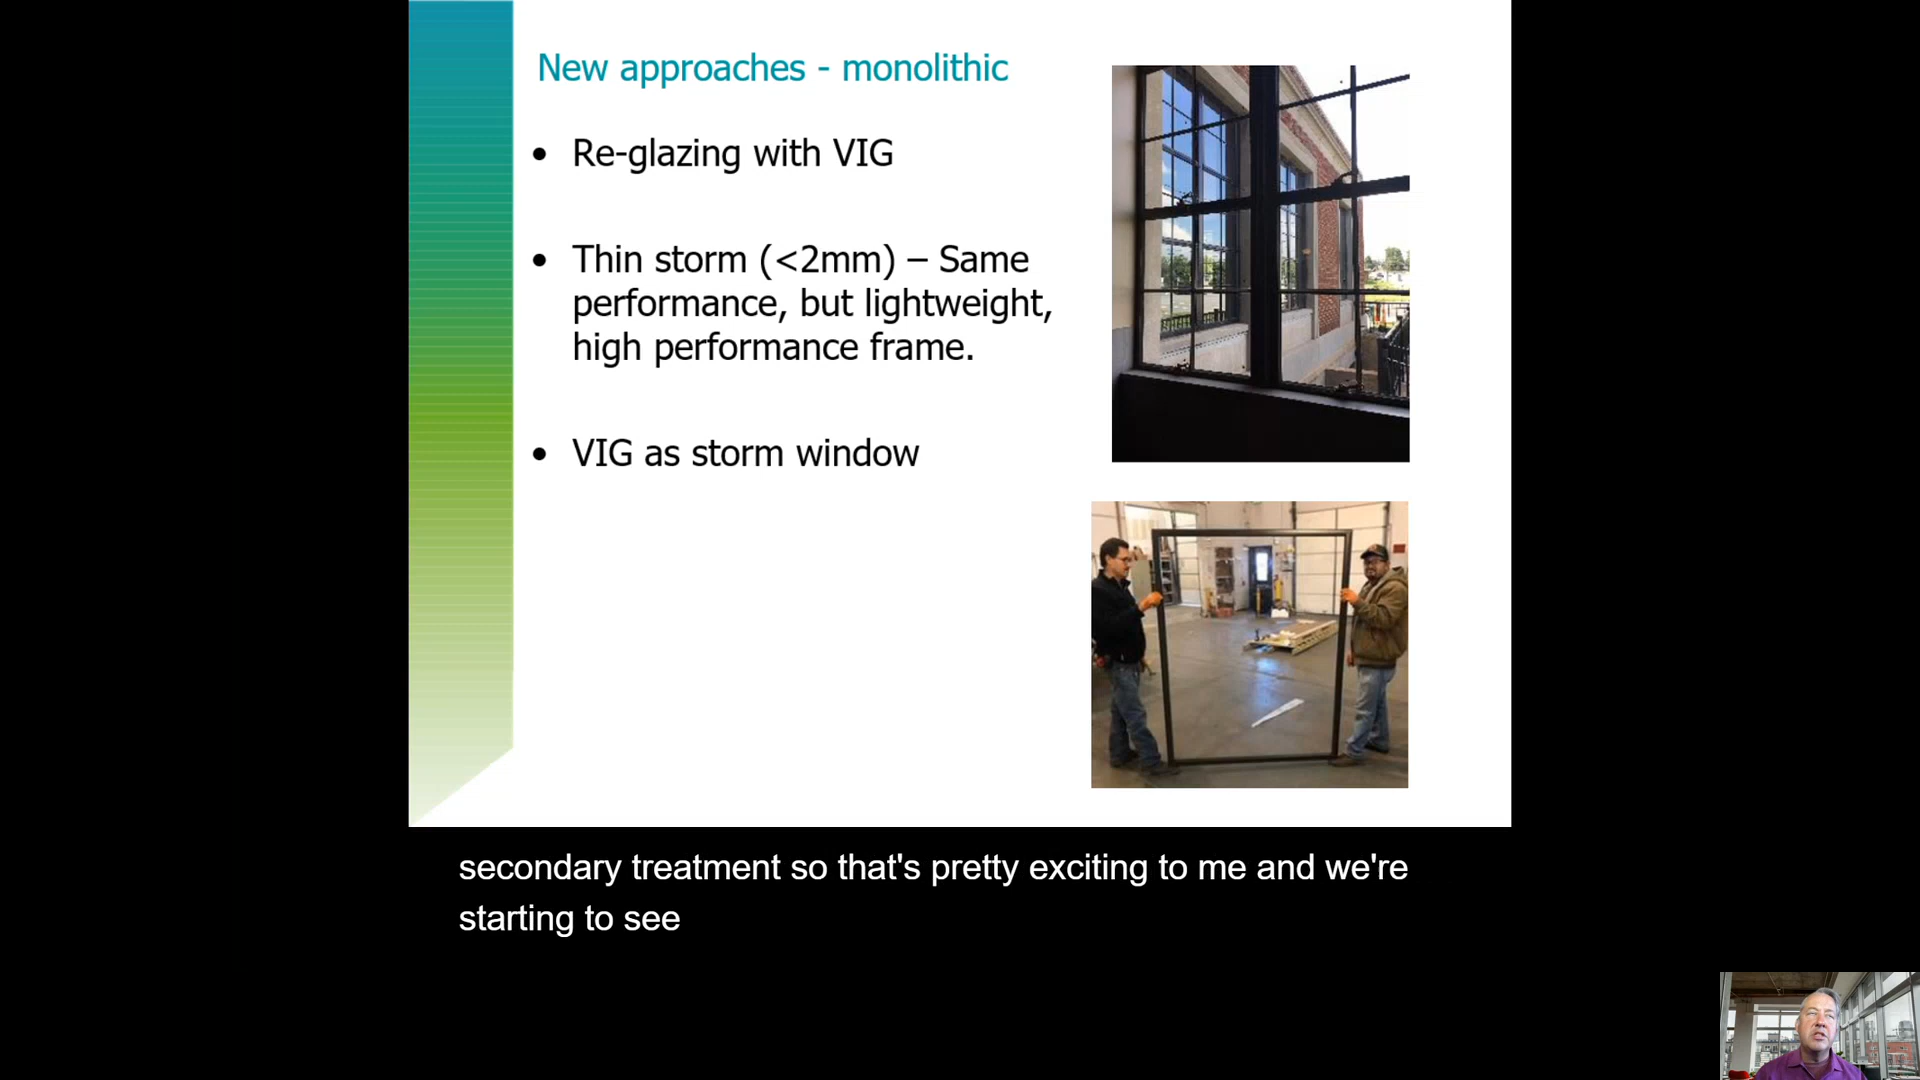 New approaches - monolithic
• Re-glazing with VIG
• Thin storm (<2mm) – Same
performance, but lightweight,
high performance frame.
• VIG as storm window
secondary treatment so that's pretty exciting to me and we're
starting to see